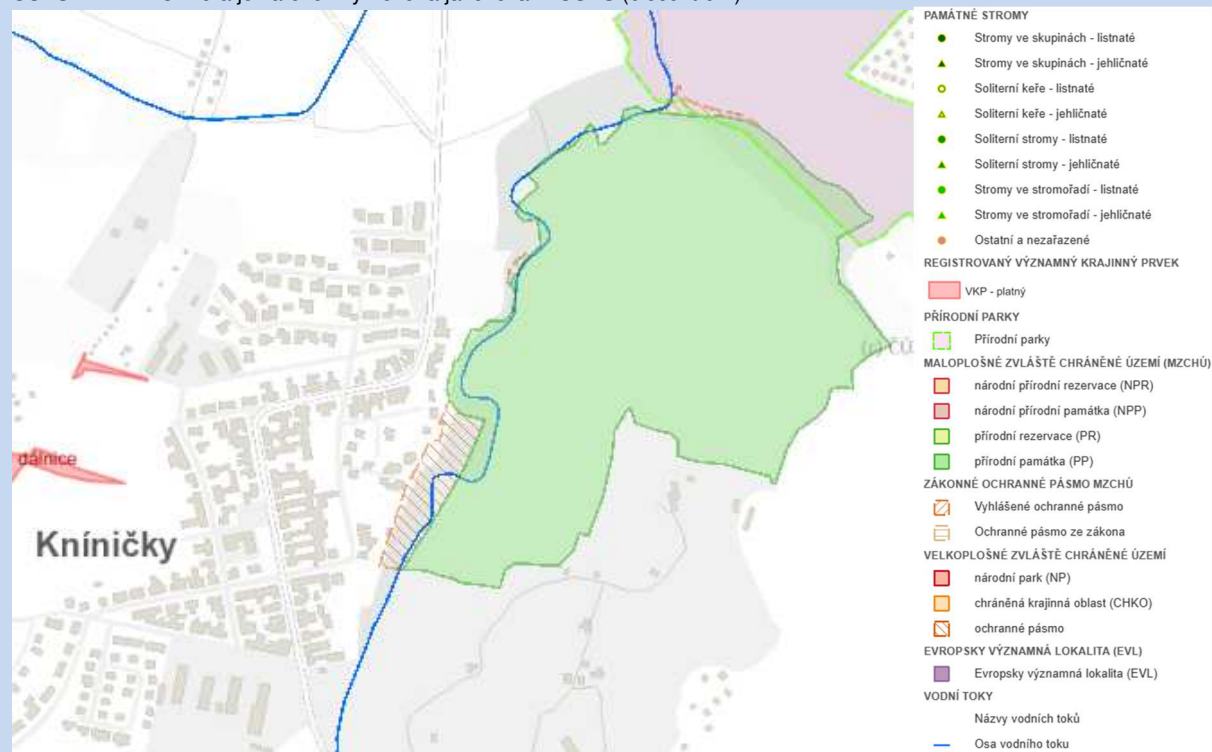 dálnice
Kníničky
PAMÁTNÉ STROMY
Stromy ve skupinách - listnaté
Stromy ve skupinách - jehličnaté
Soliterní keře - listnaté
Soliterní keře - jehličnaté
Soliterní stromy - listnaté
Soliterní stromy - jehličnaté
Stromy ve stromořadí - listnaté
Stromy ve stromořadí - jehličnaté
Ostatní a nezařazené
REGISTROVANÝ VÝZNAMNÝ KRAJINNÝ PRVEK
VKP - platný
PŘÍRODNÍ PARKY
Přírodní parky
MALOPLOŠNÉ ZVLÁŠTĚ CHRÁNĚNÉ ÚZEMÍ (MZCHÚ)
národní přírodní rezervace (NPR)
národní přírodní památka (NPP)
přírodní rezervace (PR)
přírodní památka (PP)
ZÁKONNÉ OCHRANNÉ PÁSMO MZCHÚ
Vyhlášené ochranné pásmo
Ochranné pásmo ze zákona
VELKOPLOŠNÉ ZVLÁŠTĚ CHRÁNĚNÉ ÚZEMÍ
národní park (NP)
chráněná krajinná oblast (CHKO)
ochranné pásmo
EVROPSKY VÝZNAMNÁ LOKALITA (EVL)
Evropsky významná lokalita (EVL)
VODNÍ TOKY
Názvy vodních toků
Osa vodního toku